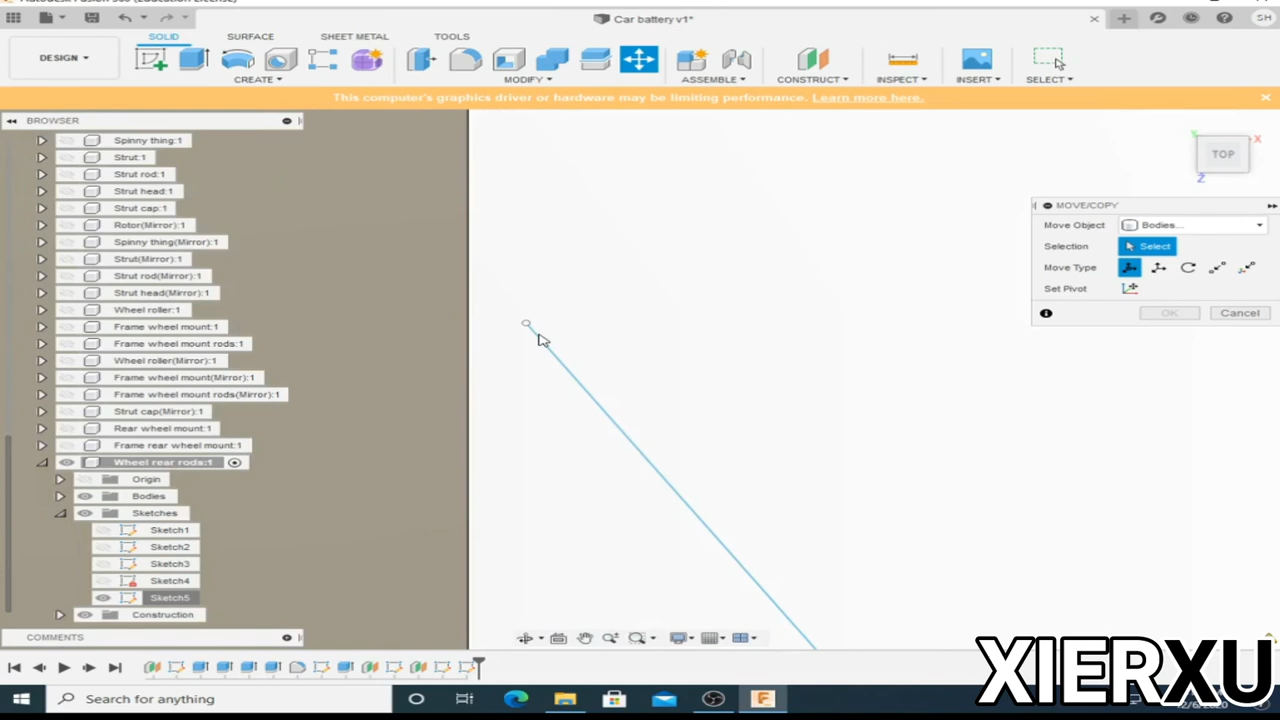 Autodesk Fusion 360 (Education License)
Car battery v1*
SH
DESIGN
SOLID
SURFACE
SHEET METAL
TOOLS
CREATE
MODIFY
ASSEMBLE
CONSTRUCT
INSPECT
INSERT
SELECT
This computer's graphics driver or hardware may be limiting performance. Learn more here.
BROWSER
Spinny thing:1
Strut:1
Strut rod:1
Strut head:1
Strut cap:1
Rotor(Mirror):1
Spinny thing(Mirror):1
Strut(Mirror):1
Strut rod(Mirror):1
Strut head(Mirror):1
Wheel roller:1
Frame wheel mount:1
Frame wheel mount rods:1
Wheel roller(Mirror):1
Frame wheel mount(Mirror):1
Frame wheel mount rods(Mirror):1
Strut cap(Mirror):1
Rear wheel mount:1
Frame rear wheel mount:1
Wheel rear rods:1
Origin
Bodies
Sketches
Sketch1
Sketch2
Sketch3
Sketch4
Sketch5
Construction
COMMENTS
Y
X
TOP
Z
MOVE/COPY
Move Object
Bodies...
Selection
Select
Move Type
Set Pivot
OK
Cancel
XIERXU
Search for anything